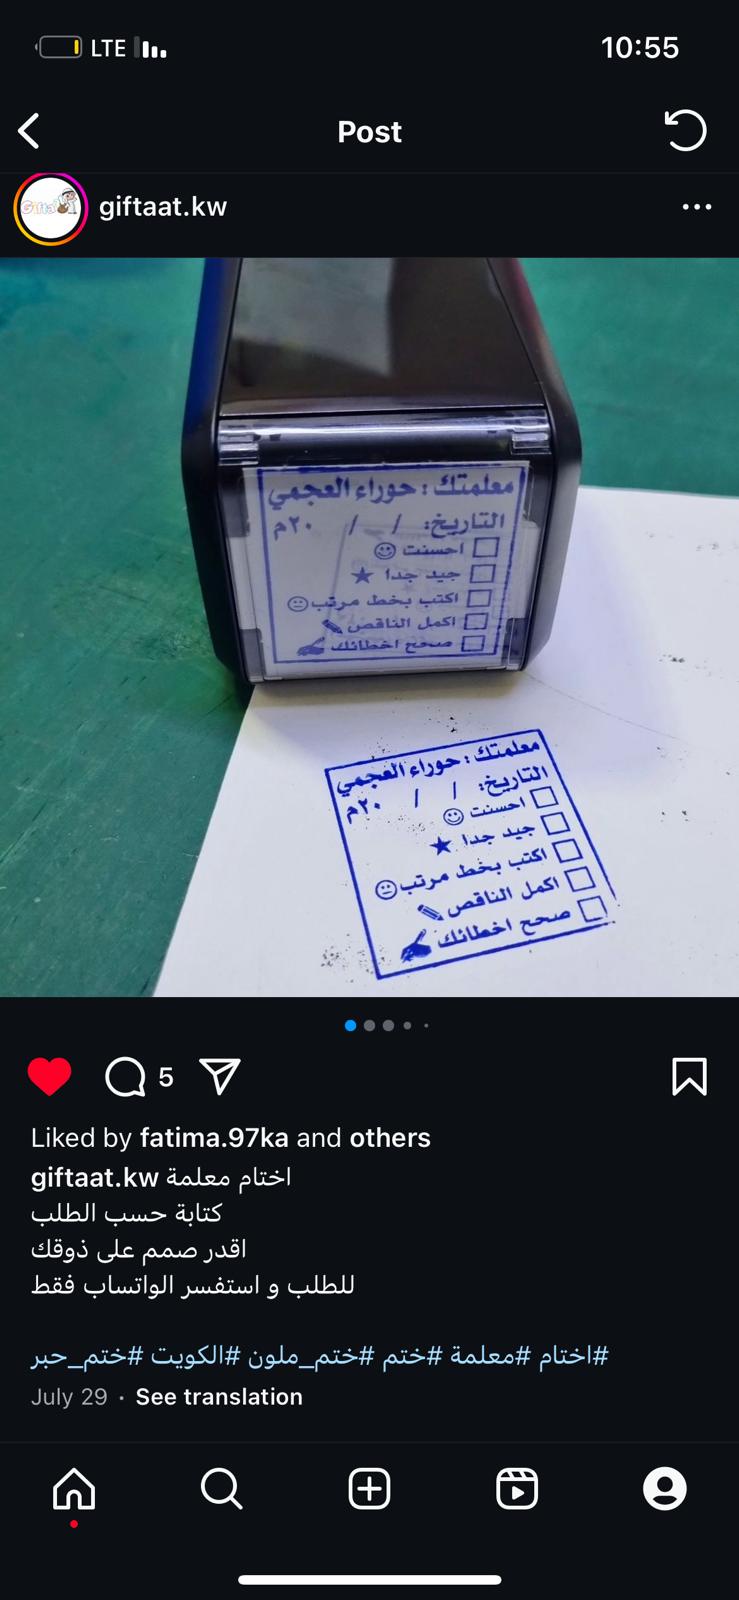 LTE
10:55
Post
giftaat.kw
معلمتك : حوراء العجمي
التاريخ: / / ٢٠م
احسنت
جيد جدا
اكتب بخط مرتب
اكمل الناقص
صحح اخطائك
معلمتك : حوراء العجمي
التاريخ: / / ٢٠م
احسنت
جيد جدا
اكتب بخط مرتب
اكمل الناقص
صحح اخطائك
5
Liked by fatima.97ka and others
giftaat.kw اختام معلمة
كتابة حسب الطلب
اقدر صمم على ذوقك
للطلب و استفسر الواتساب فقط
#اختام #معلمة #ختم #ختم_ملون #الكويت #ختم_حبر
July 29 · See translation